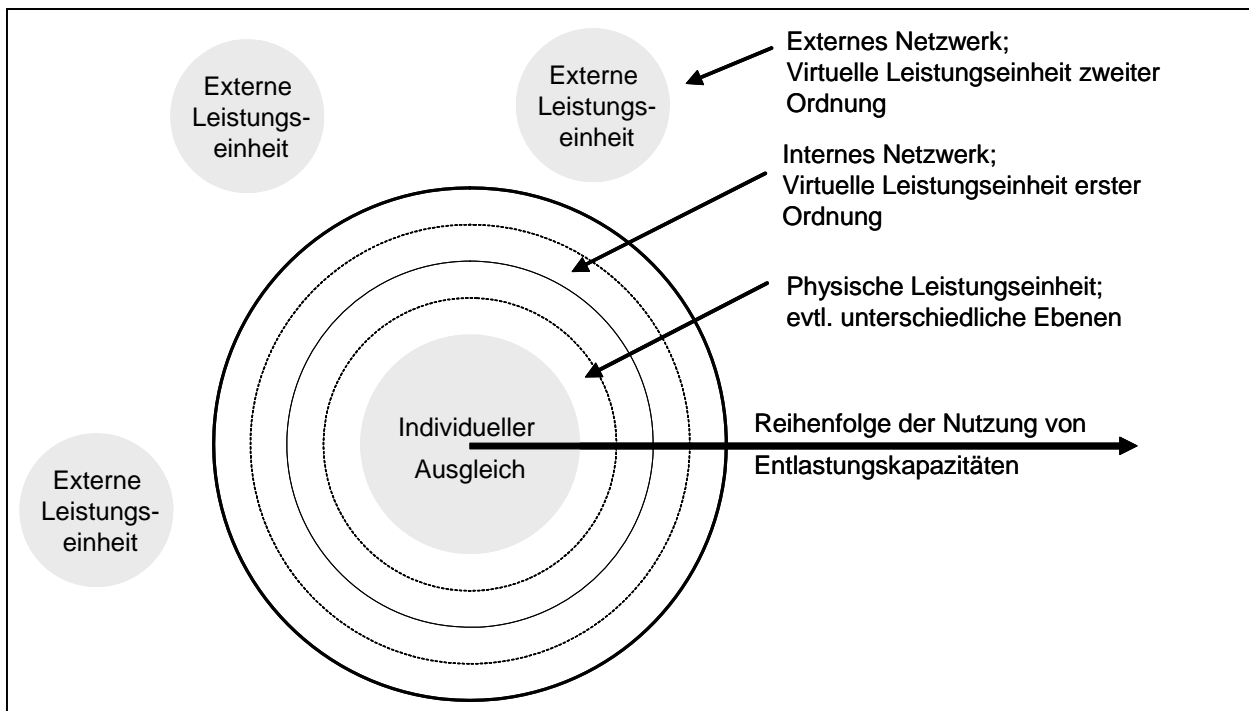 Externe
Leistungs-
einheit
Externe
Leistungs-
einheit
Externes Netzwerk;
Virtuelle Leistungseinheit zweiter
Ordnung
Internes Netzwerk;
Virtuelle Leistungseinheit erster
Ordnung
Physische Leistungseinheit;
evtl. unterschiedliche Ebenen
Individueller
Ausgleich
Reihenfolge der Nutzung von
Entlastungskapazitäten
Externe
Leistungs-
einheit